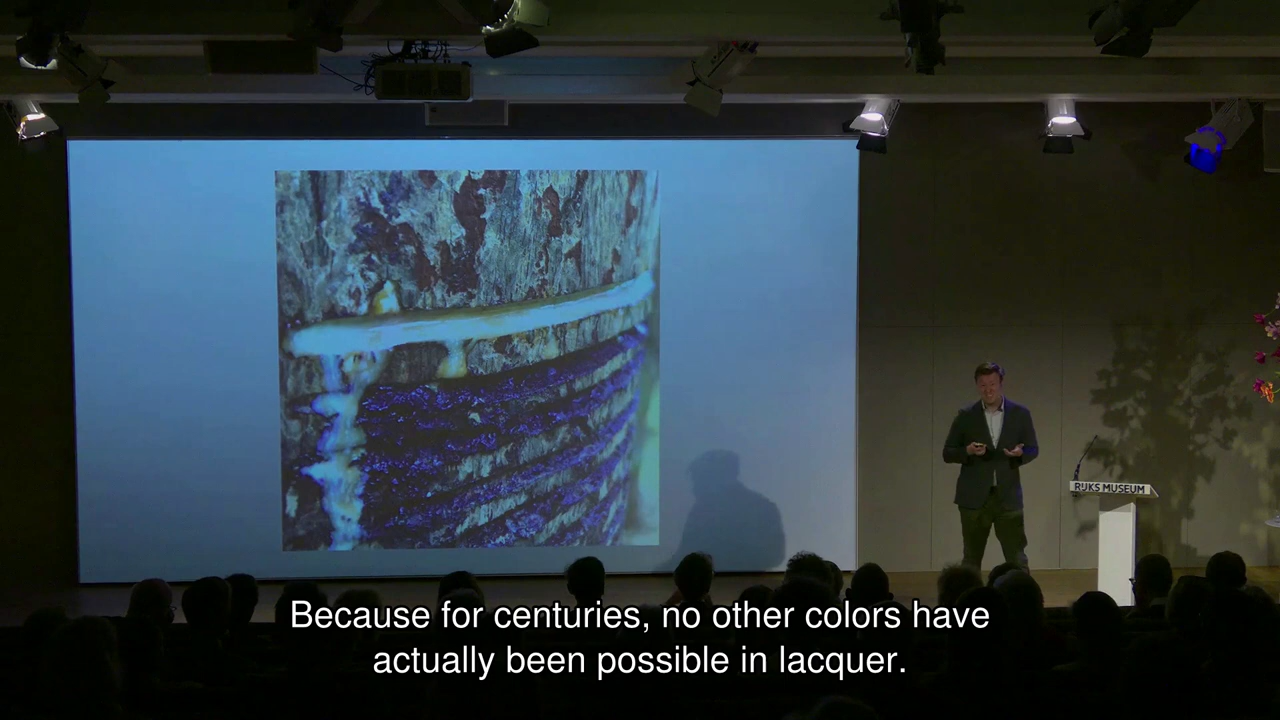 RIJKS MUSEUM
Because for centuries, no other colors have
actually been possible in lacquer.